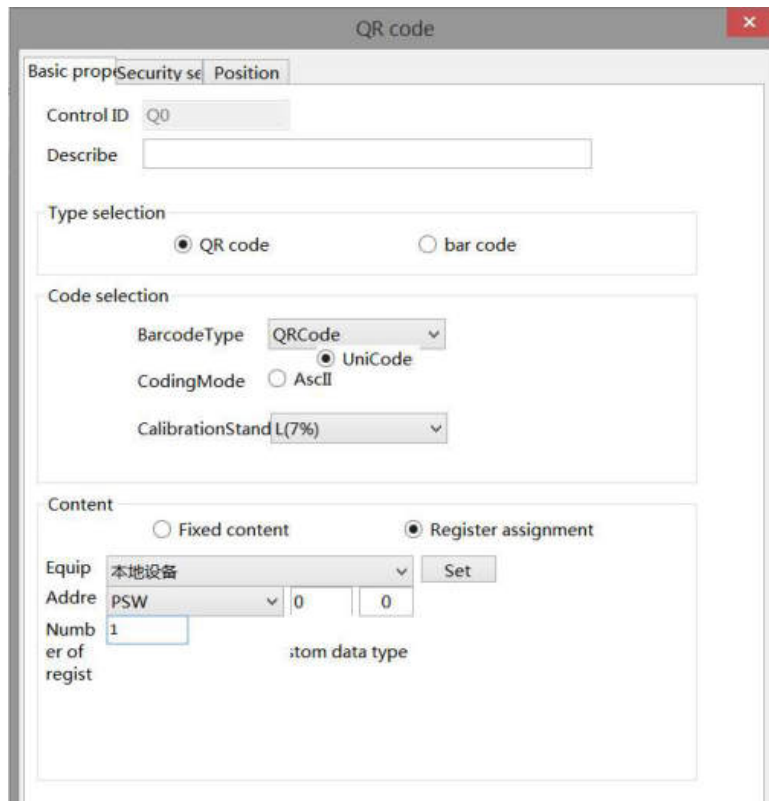 QR code
Basic prope Security se Position
Control ID Q0
Describe
Type selection
QR code bar code
Code selection
BarcodeType QRCode
UniCode
CodingMode AscII
CalibrationStand L(7%)
Content
Fixed content Register assignment
Equip 本地设备 Set
Addre PSW 0 0
Numb 1
er of stom data type
regist